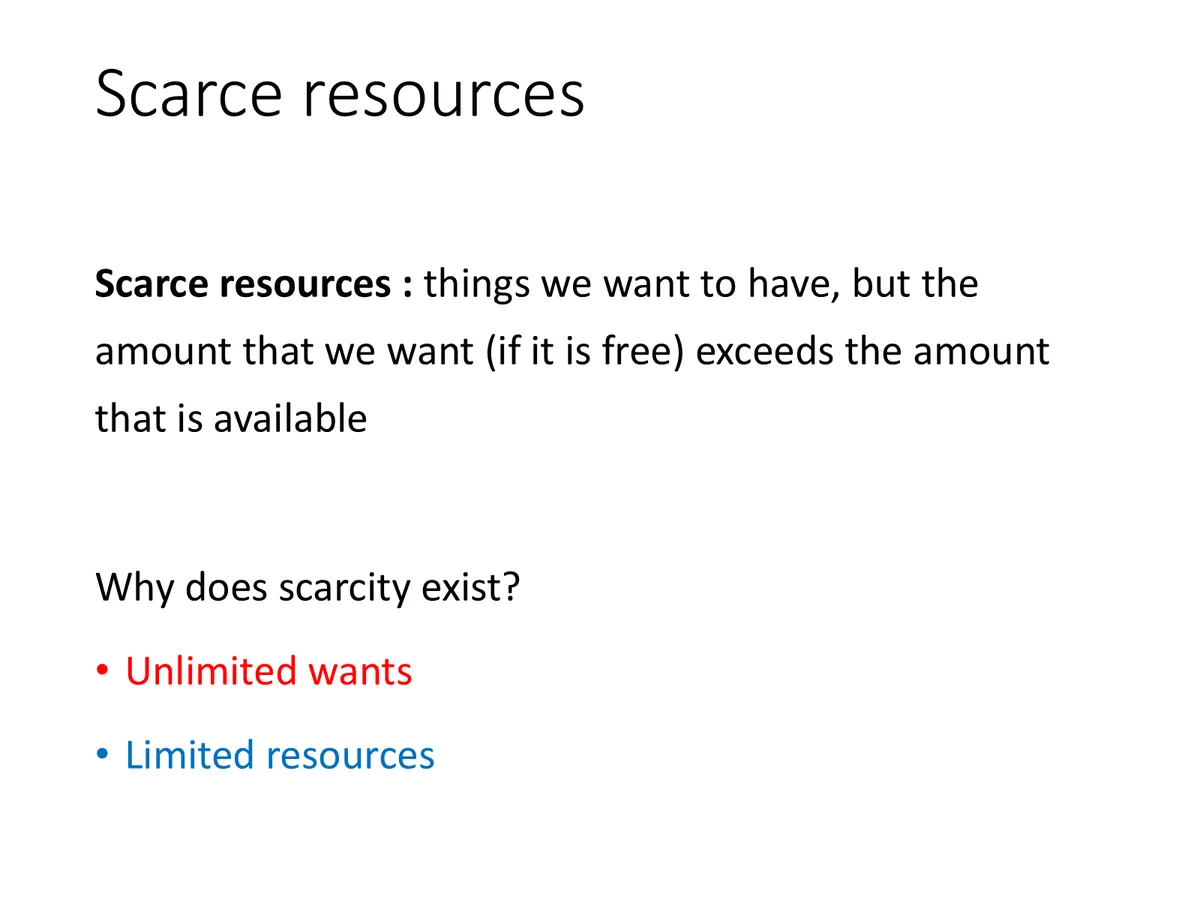 Scarce resources
Scarce resources : things we want to have, but the
amount that we want (if it is free) exceeds the amount
that is available
Why does scarcity exist?
• Unlimited wants
• Limited resources